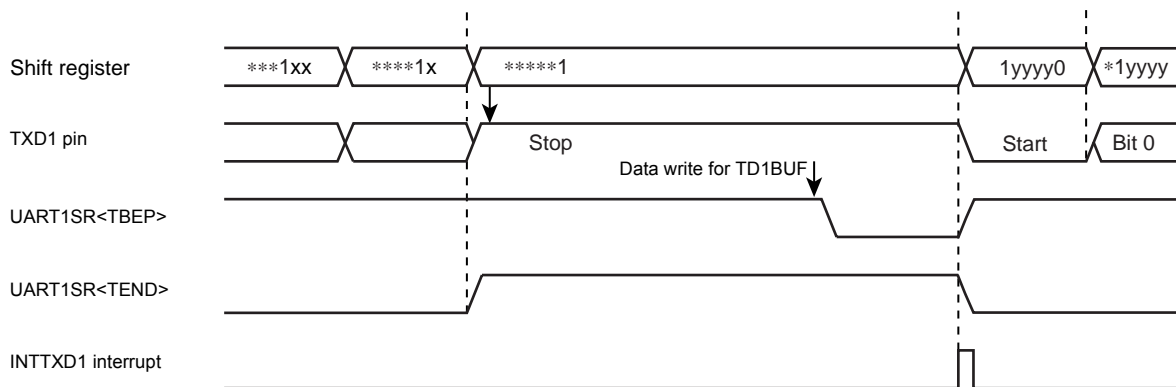 Shift register ***1xx ****1x *****1 1yyyy0 *1yyyy
TXD1 pin Stop Start Bit 0
Data write for TD1BUF
UART1SR<TBEP>
UART1SR<TEND>
INTTXD1 interrupt